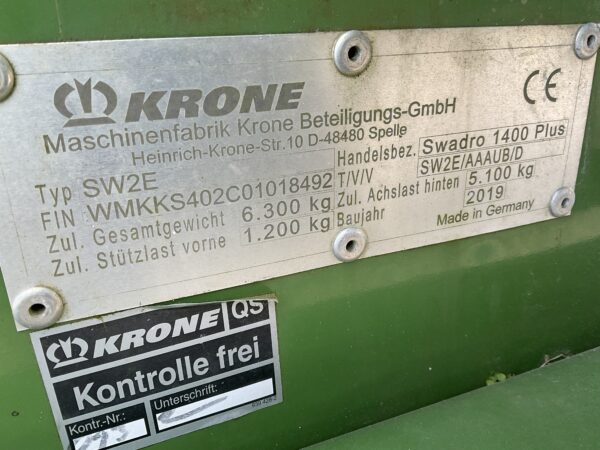 KRONE
CE
Maschinenfabrik Krone Beteiligungs-GmbH
Heinrich-Krone-Str.10 D-48480 Spelle
Typ SW2E
Handelsbez. Swadro 1400 Plus
FIN WMKKS402C01018492
T/V/V SW2E/AAAUB/D
Zul. Gesamtgewicht 6.300 kg
Zul. Achslast hinten 5.100 kg
Zul. Stützlast vorne 1.200 kg
Baujahr 2019
Made in Germany
KRONE QS
Kontrolle frei
Kontr.-Nr.:
Unterschrift: